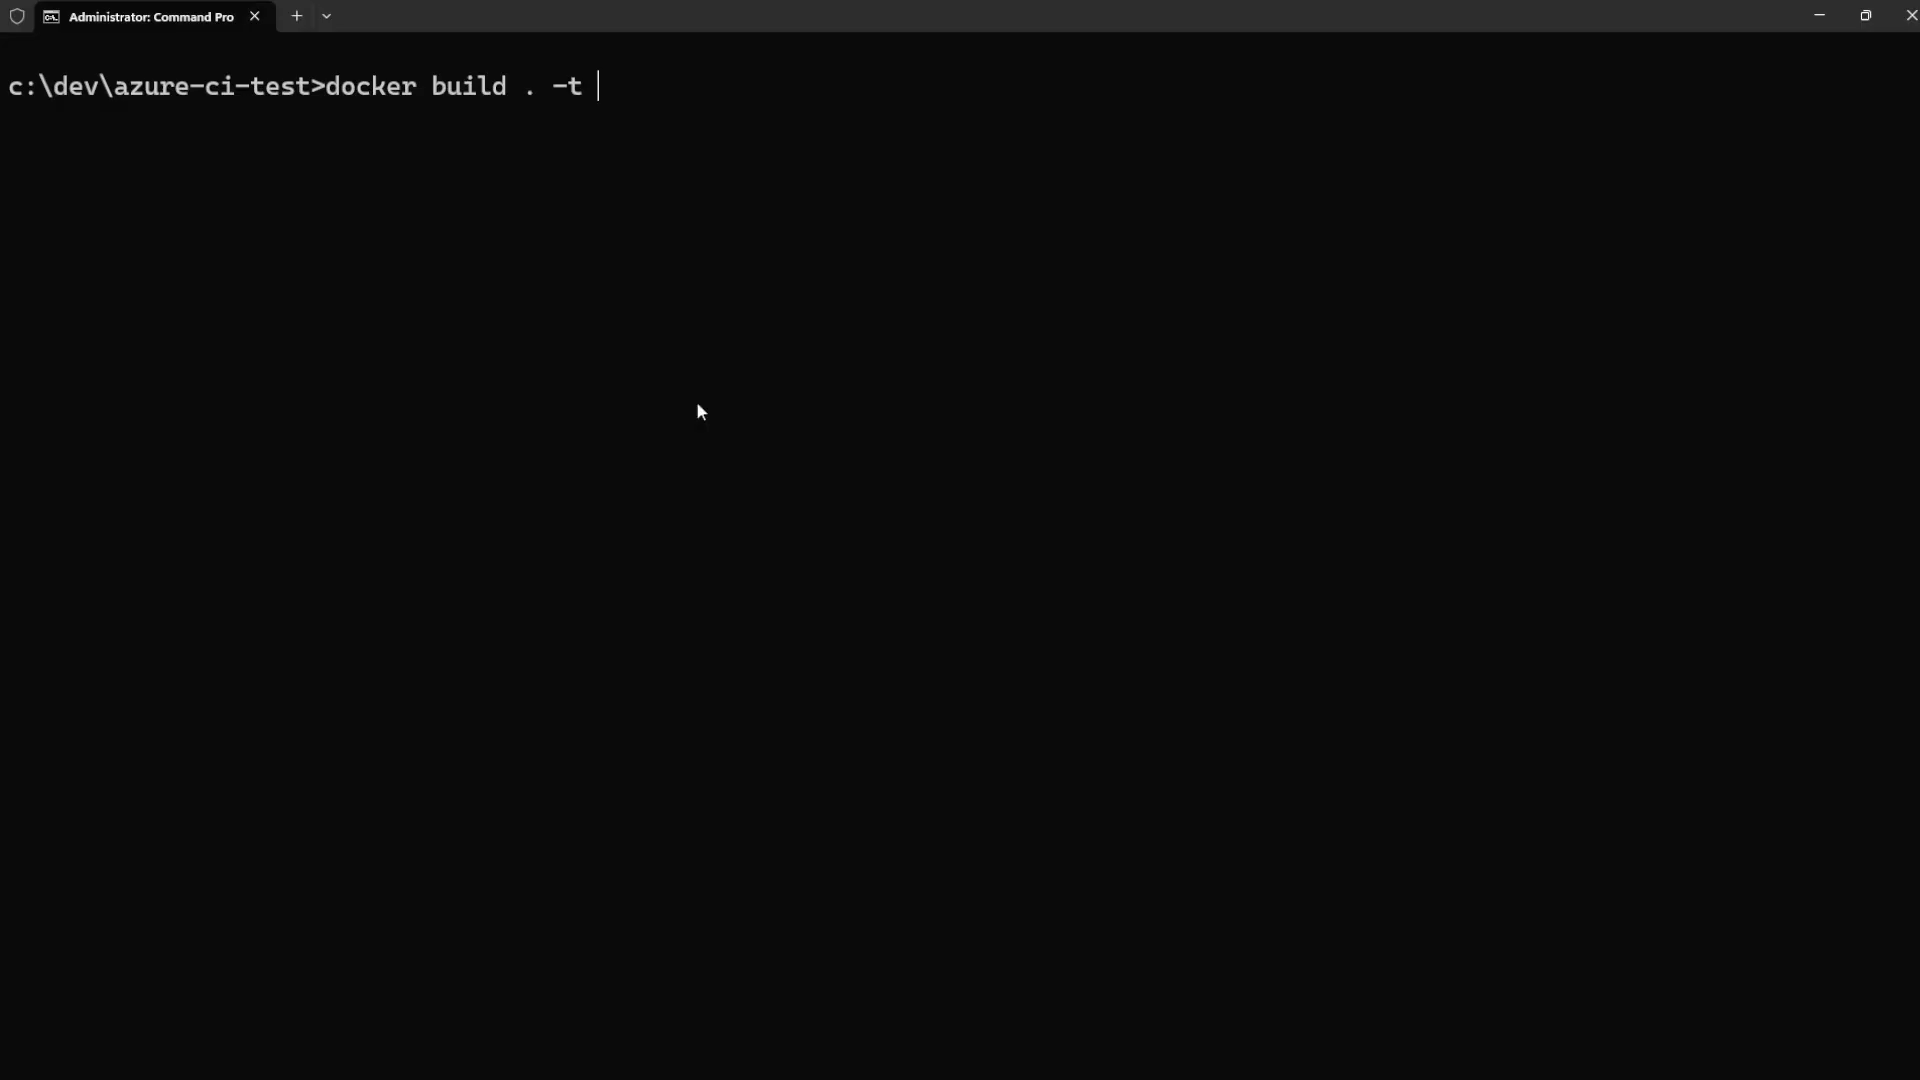 Administrator: Command Pro
c:\dev\azure-ci-test>docker build . -t